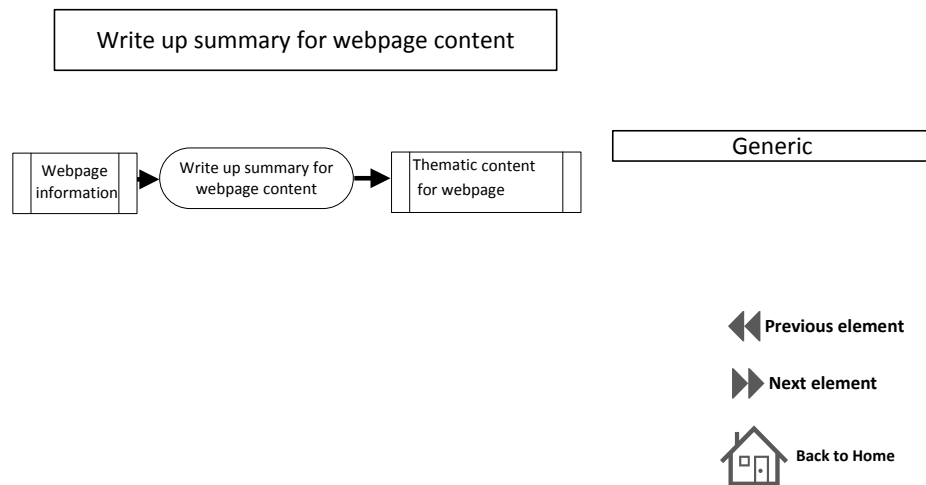 Write up summary for webpage content
Generic
Webpage
information
Write up summary for
webpage content
Thematic content
for webpage
Previous element
Next element
Back to Home